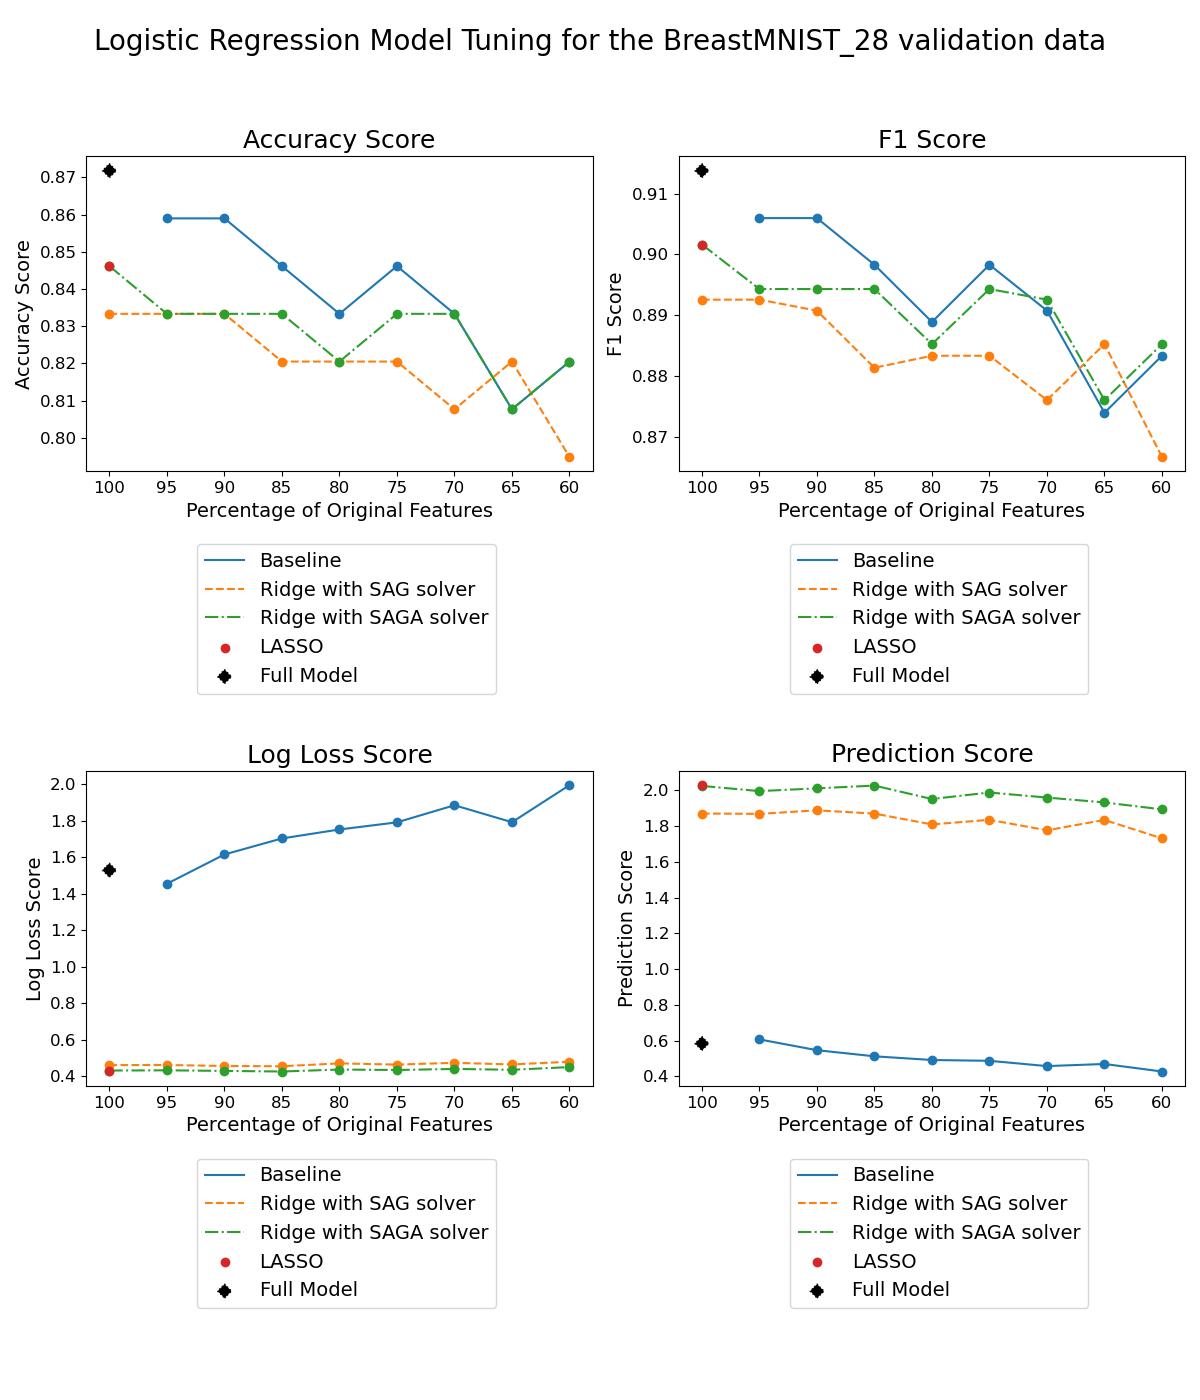 Logistic Regression Model Tuning for the BreastMNIST_28 validation data
Accuracy Score
0.87
0.86
0.85
0.84
0.83
0.82
0.81
0.80
Accuracy Score
100 95 90 85 80 75 70 65 60
Percentage of Original Features
Baseline
Ridge with SAG solver
Ridge with SAGA solver
LASSO
Full Model
F1 Score
0.91
0.90
0.89
0.88
0.87
F1 Score
100 95 90 85 80 75 70 65 60
Percentage of Original Features
Baseline
Ridge with SAG solver
Ridge with SAGA solver
LASSO
Full Model
Log Loss Score
2.0
1.8
1.6
1.4
1.2
1.0
0.8
0.6
0.4
Log Loss Score
100 95 90 85 80 75 70 65 60
Percentage of Original Features
Baseline
Ridge with SAG solver
Ridge with SAGA solver
LASSO
Full Model
Prediction Score
2.0
1.8
1.6
1.4
1.2
1.0
0.8
0.6
0.4
Prediction Score
100 95 90 85 80 75 70 65 60
Percentage of Original Features
Baseline
Ridge with SAG solver
Ridge with SAGA solver
LASSO
Full Model